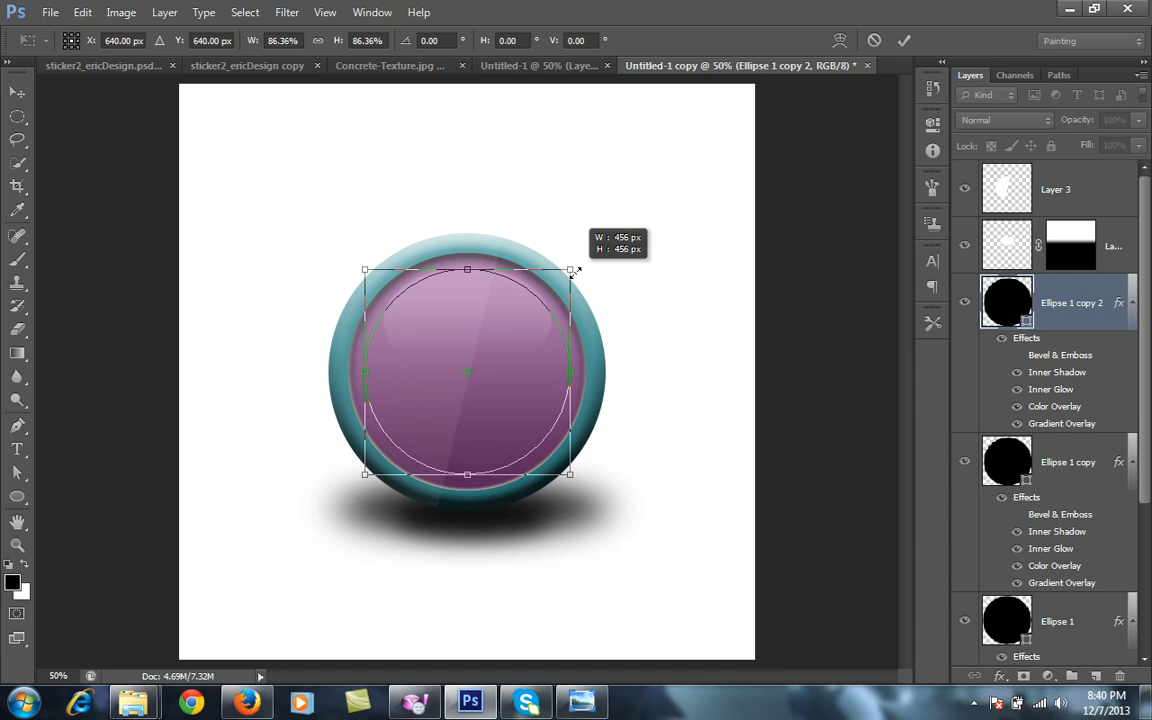 Ps File Edit Image Layer Type Select Filter View Window Help
X: 640.00 px Y: 640.00 px W: 86.36% H: 86.36% 0.00 ° H: 0.00 ° V: 0.00 ° Painting
sticker2_ericDesign.psd... × sticker2_ericDesign copy × Concrete-Texture.jpg ... × Untitled-1 @ 50% (Laye... × Untitled-1 copy @ 50% (Ellipse 1 copy 2, RGB/8) * ×
Layers Channels Paths
Kind
Normal Opacity: 100%
Lock: Fill: 100%
Layer 3
W : 456 px
H : 456 px
La...
Ellipse 1 copy 2 fx
Effects
Bevel & Emboss
Inner Shadow
Inner Glow
Color Overlay
Gradient Overlay
Ellipse 1 copy fx
Effects
Bevel & Emboss
Inner Shadow
Inner Glow
Color Overlay
Gradient Overlay
Ellipse 1 fx
Effects
50% Doc: 4.69M/7.32M
8:40 PM
12/7/2013